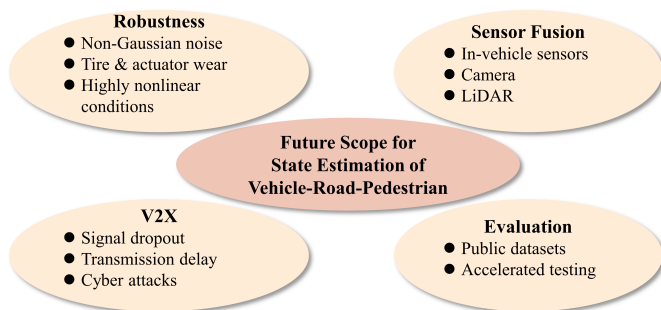 Robustness
● Non-Gaussian noise
● Tire & actuator wear
● Highly nonlinear
conditions
Sensor Fusion
● In-vehicle sensors
● Camera
● LiDAR
Future Scope for
State Estimation of
Vehicle-Road-Pedestrian
V2X
● Signal dropout
● Transmission delay
● Cyber attacks
Evaluation
● Public datasets
● Accelerated testing